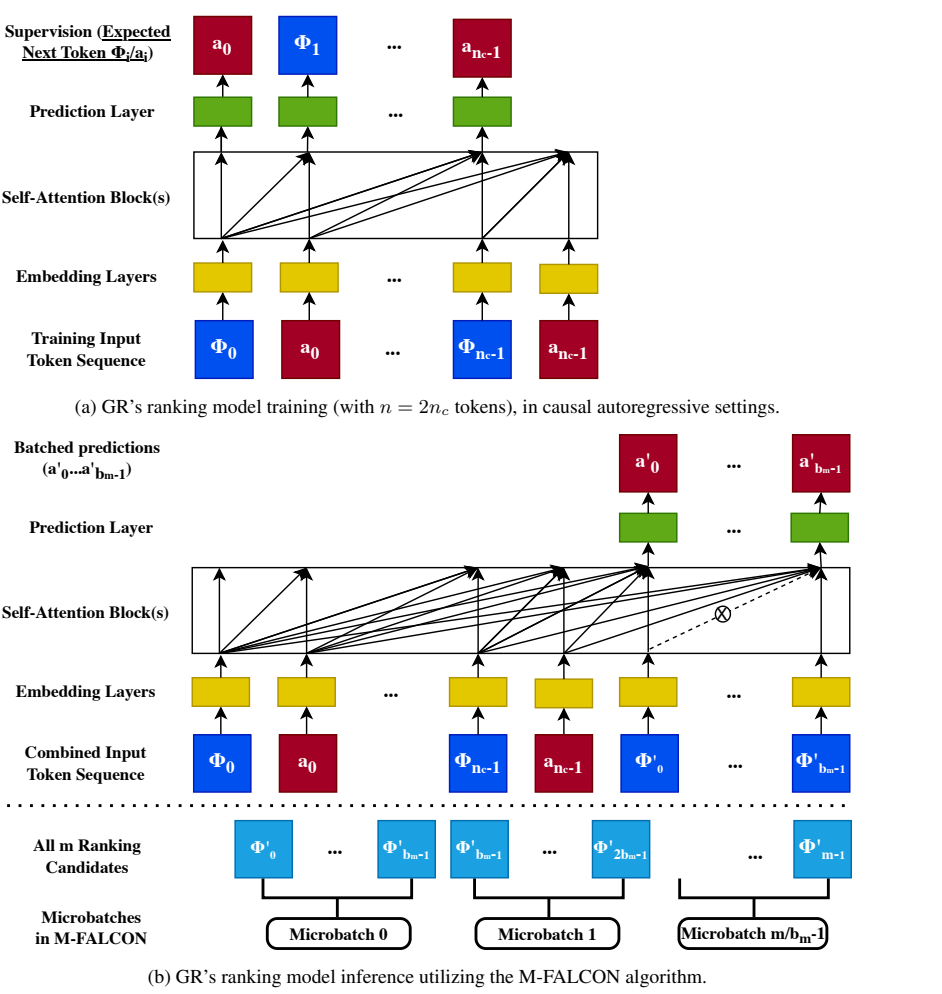 Supervision (Expected
Next Token Φi/ai)
a0 Φ1 ... anc-1
Prediction Layer
...
Self-Attention Block(s)
Embedding Layers
...
Training Input
Token Sequence
Φ0 a0 ... Φnc-1 anc-1
(a) GR's ranking model training (with n = 2nc tokens), in causal autoregressive settings.
Batched predictions
(a'0...a'bm-1)
a'0 ... a'bm-1
Prediction Layer
...
Self-Attention Block(s)
X
Embedding Layers
... ...
Combined Input
Token Sequence
Φ0 a0 ... Φnc-1 anc-1 Φ'0 ... Φ'bm-1
All m Ranking
Candidates
Φ'0 ... Φ'bm-1 Φ'bm-1 ... Φ'2bm-1 ... Φ'm-1
Microbatches
in M-FALCON
Microbatch 0 Microbatch 1 Microbatch m/bm-1
(b) GR's ranking model inference utilizing the M-FALCON algorithm.